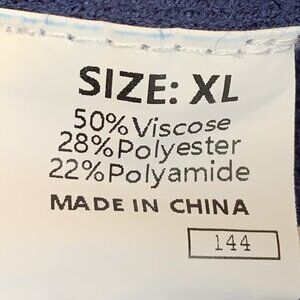 SIZE: XL
50%Viscose
28%Polyester
22%Polyamide
MADE IN CHINA
144